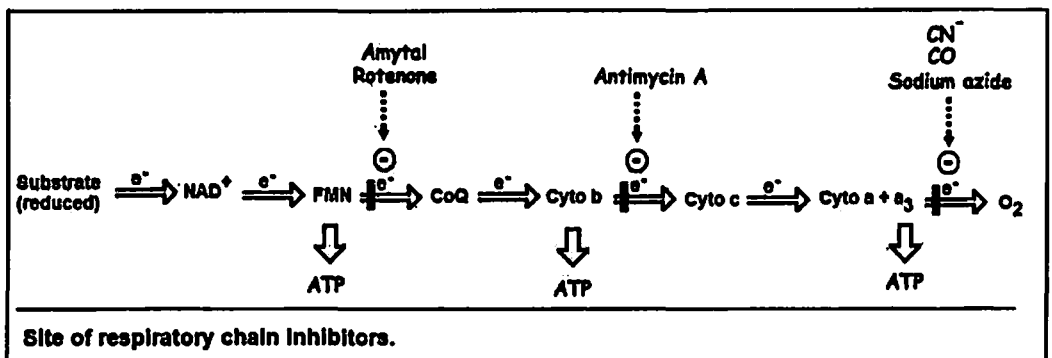 CN⁻
Amytal CO
Rotenone Antimycin A Sodium azide
⊖ ⊖ ⊖
Substrate (reduced) e⁻ NAD⁺ e⁻ FMN e⁻ CoQ e⁻ Cyto b e⁻ Cyto c e⁻ Cyto a + a₃ e⁻ O₂
ATP ATP ATP
Site of respiratory chain inhibitors.